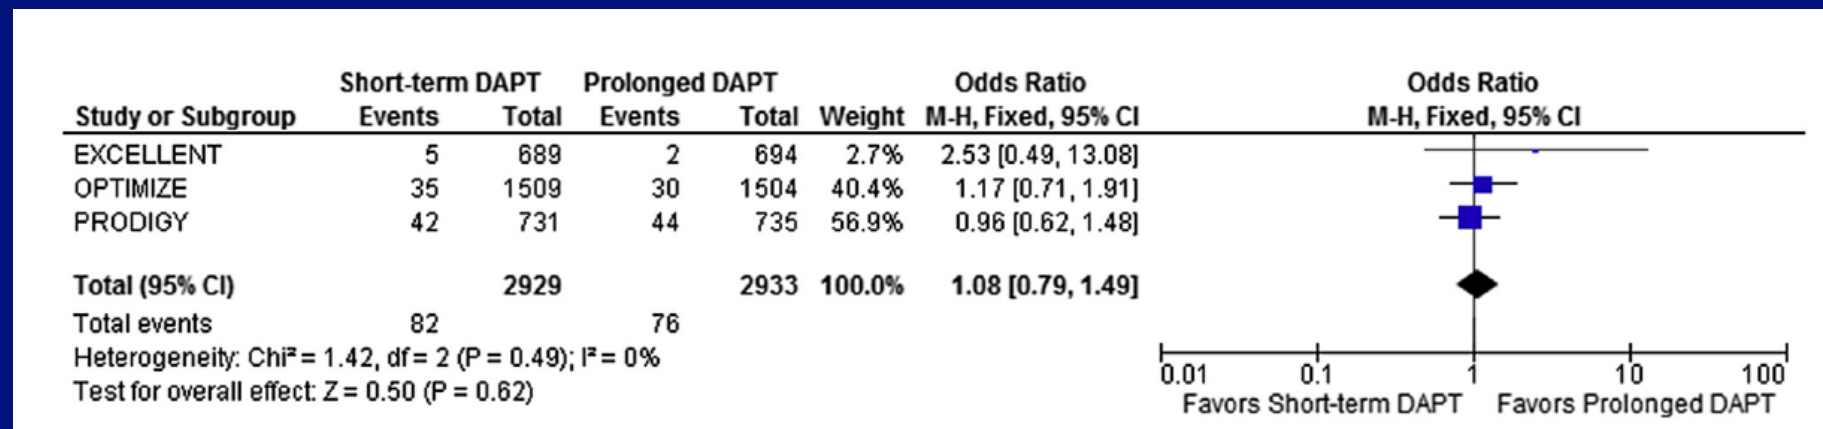 Short-term DAPT Prolonged DAPT Odds Ratio Odds Ratio
Study or Subgroup Events Total Events Total Weight M-H, Fixed, 95% CI M-H, Fixed, 95% CI
EXCELLENT 5 689 2 694 2.7% 2.53 [0.49, 13.08]
OPTIMIZE 35 1509 30 1504 40.4% 1.17 [0.71, 1.91]
PRODIGY 42 731 44 735 56.9% 0.96 [0.62, 1.48]
Total (95% CI) 2929 2933 100.0% 1.08 [0.79, 1.49]
Total events 82 76
Heterogeneity: Chi² = 1.42, df = 2 (P = 0.49); I² = 0%
Test for overall effect: Z = 0.50 (P = 0.62)
0.01 0.1 1 10 100
Favors Short-term DAPT Favors Prolonged DAPT